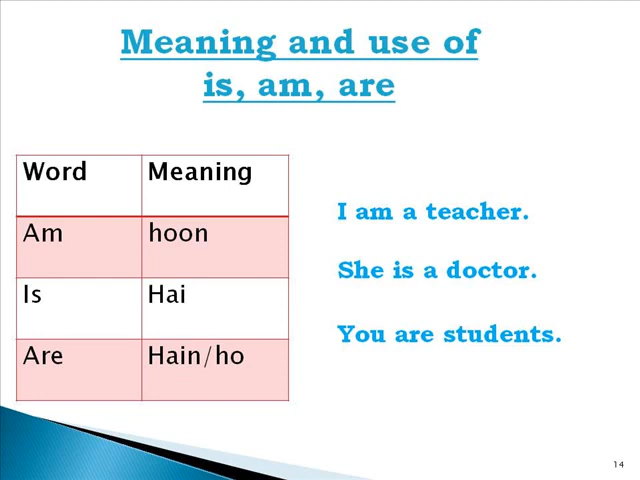 Meaning and use of
is, am, are
Word Meaning
Am hoon
Is Hai
Are Hain/ho
I am a teacher.
She is a doctor.
You are students.
14